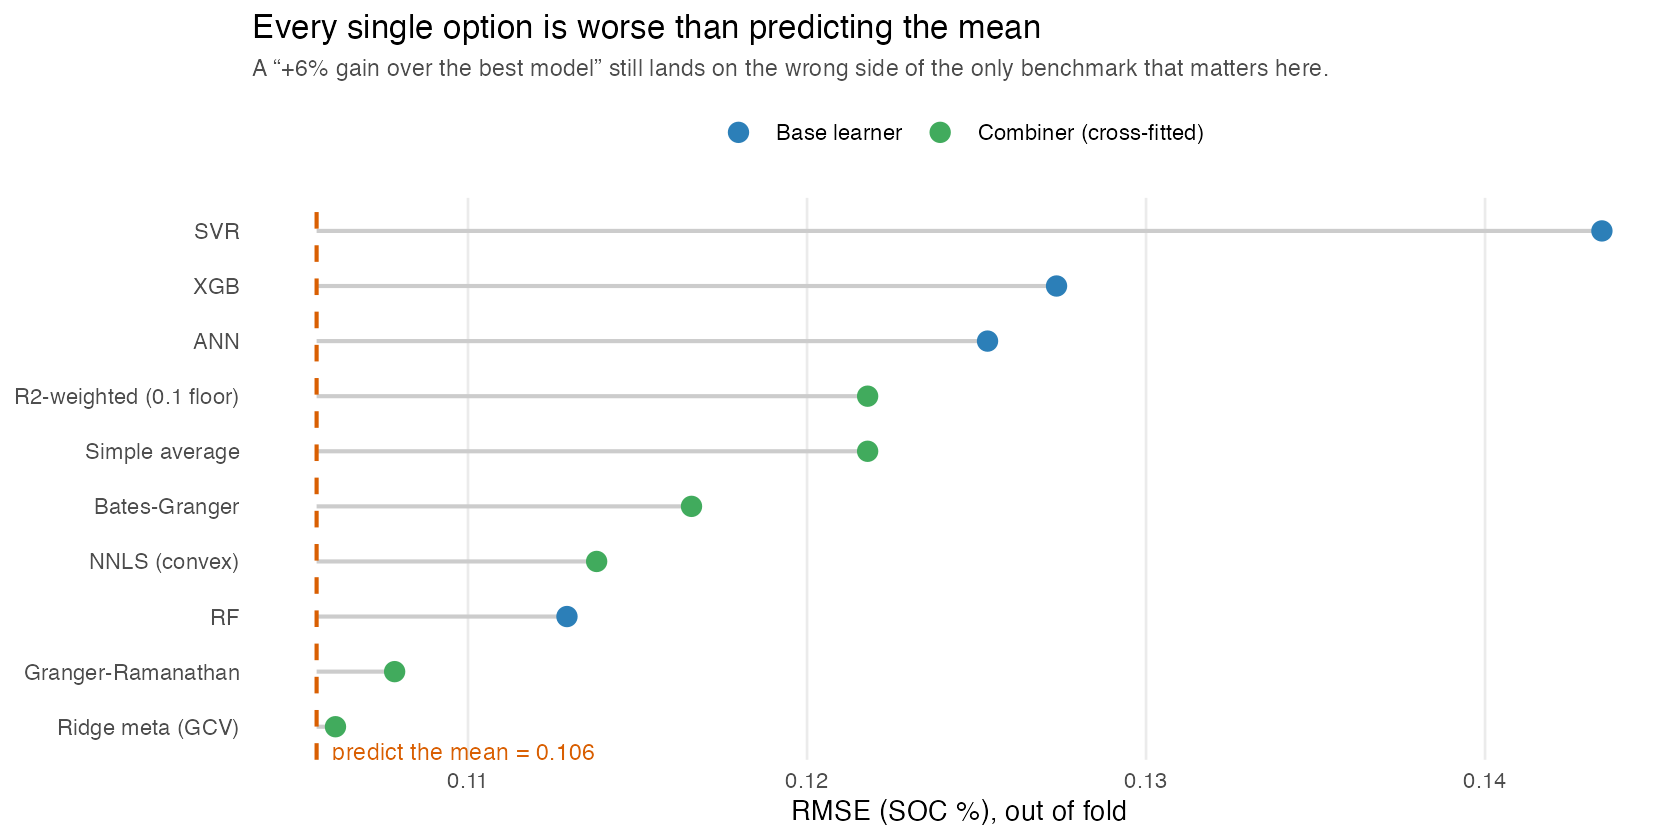 Every single option is worse than predicting the mean
A “+6% gain over the best model” still lands on the wrong side of the only benchmark that matters here.
Base learner
Combiner (cross-fitted)
SVR
XGB
ANN
R2-weighted (0.1 floor)
Simple average
Bates-Granger
NNLS (convex)
RF
Granger-Ramanathan
Ridge meta (GCV)
predict the mean = 0.106
0.11
0.12
0.13
0.14
RMSE (SOC %), out of fold